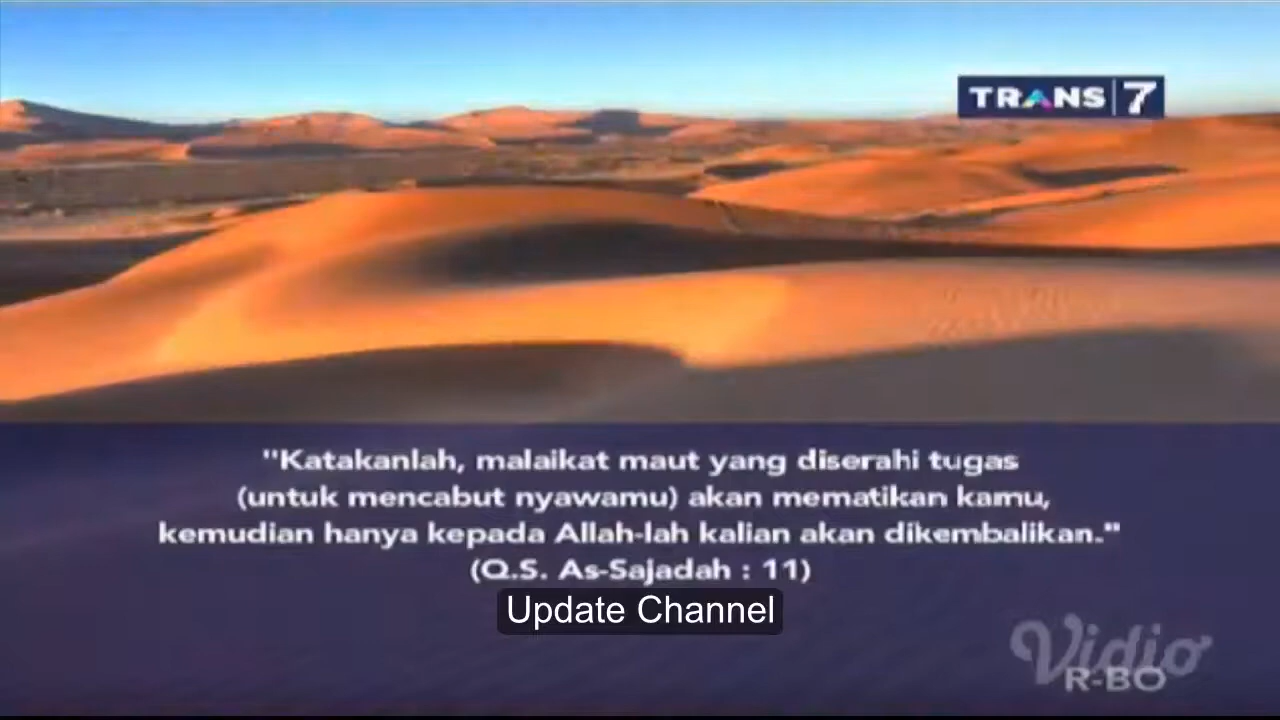 TRANS 7
"Katakanlah, malaikat maut yang diserahi tugas
(untuk mencabut nyawamu) akan mematikan kamu,
kemudian hanya kepada Allah-lah kalian akan dikembalikan."
(Q.S. As-Sajadah : 11)
Update Channel
Vidio
R-BO